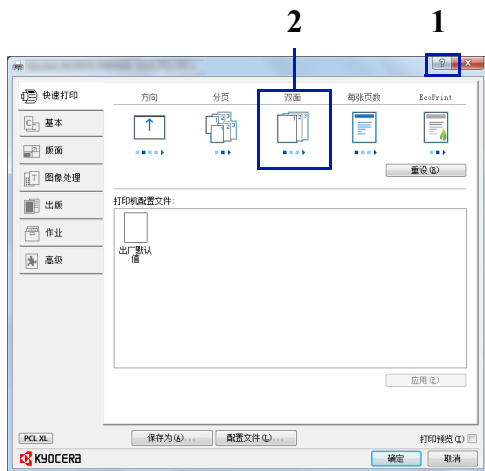 2 1
?
快速打印
基本
版面
图像处理
出版
作业
高级
方向 分页 双面 每张页数 EcoPrint
重设(R)
打印机配置文件:
出厂默认
值
应用(P)
PCL XL 保存为(A)... 配置文件(L)... 打印预览(I)
KYOCERA 确定 取消